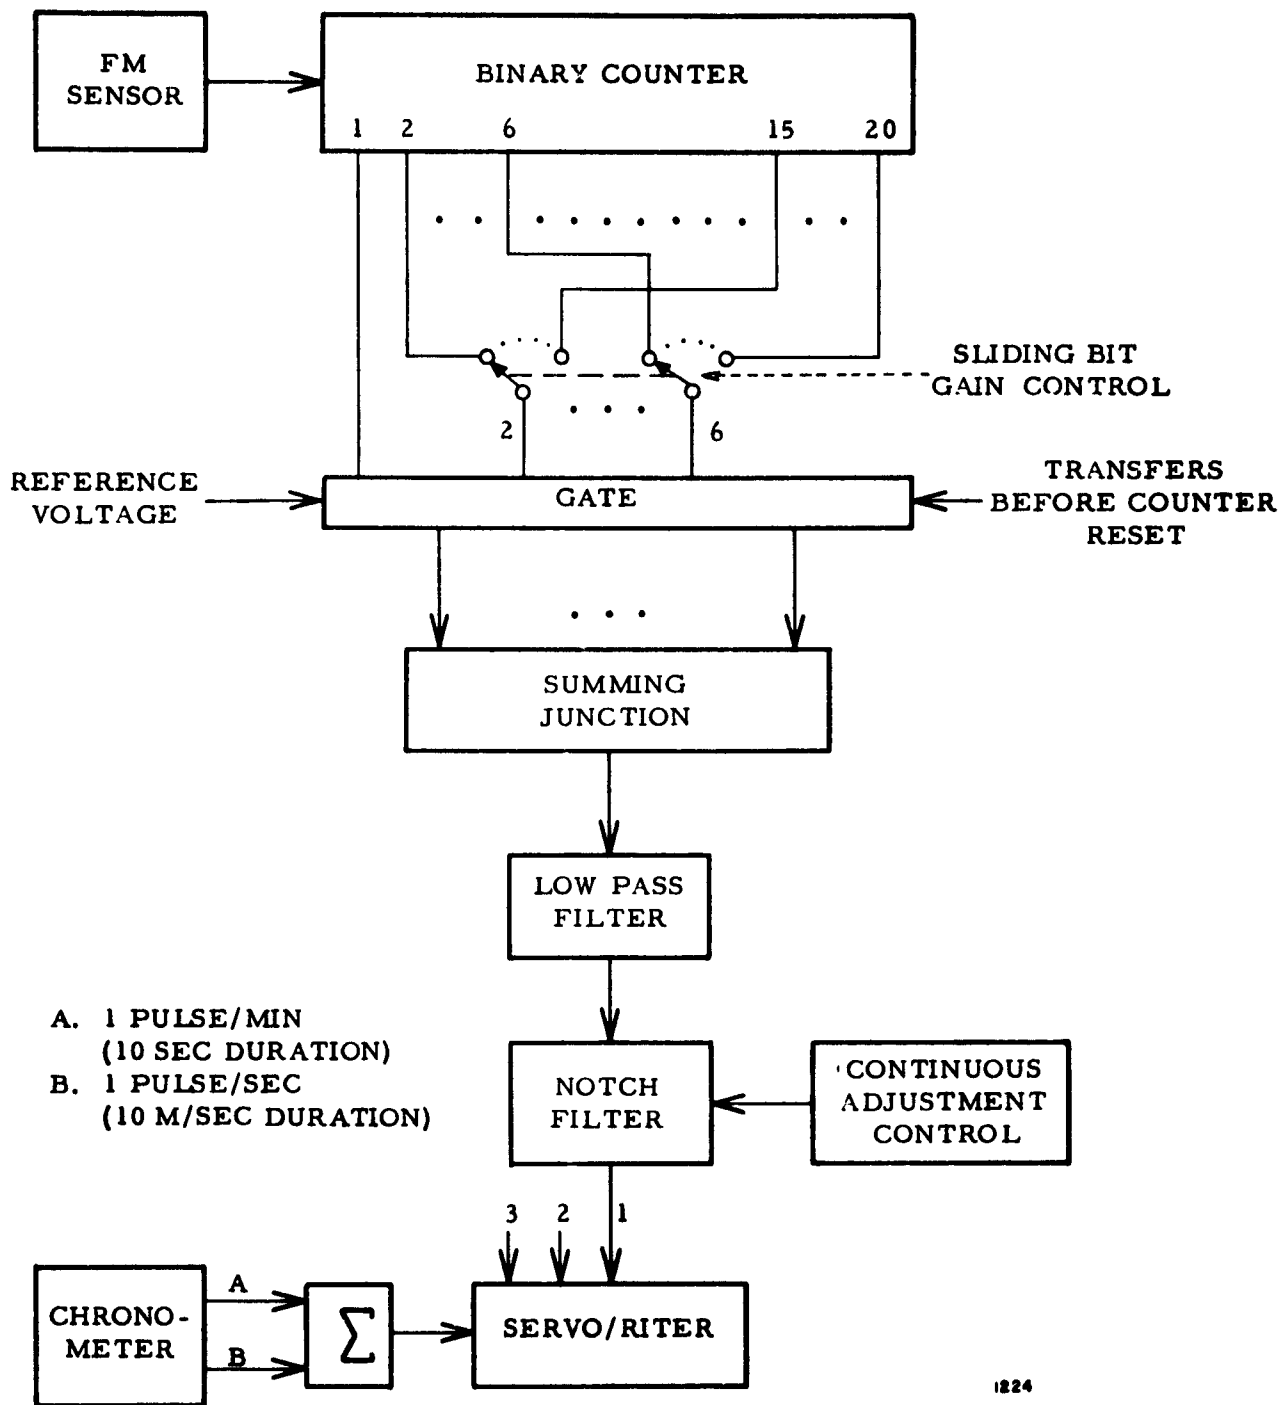 FM
SENSOR
BINARY COUNTER
1 2 6 15 20
SLIDING BIT
GAIN CONTROL
2 6
REFERENCE
VOLTAGE
GATE
TRANSFERS
BEFORE COUNTER
RESET
SUMMING
JUNCTION
LOW PASS
FILTER
A. 1 PULSE/MIN
(10 SEC DURATION)
B. 1 PULSE/SEC
(10 M/SEC DURATION)
NOTCH
FILTER
CONTINUOUS
ADJUSTMENT
CONTROL
3 2 1
CHRONO-
METER
A
B
Σ
SERVO/RITER
1224